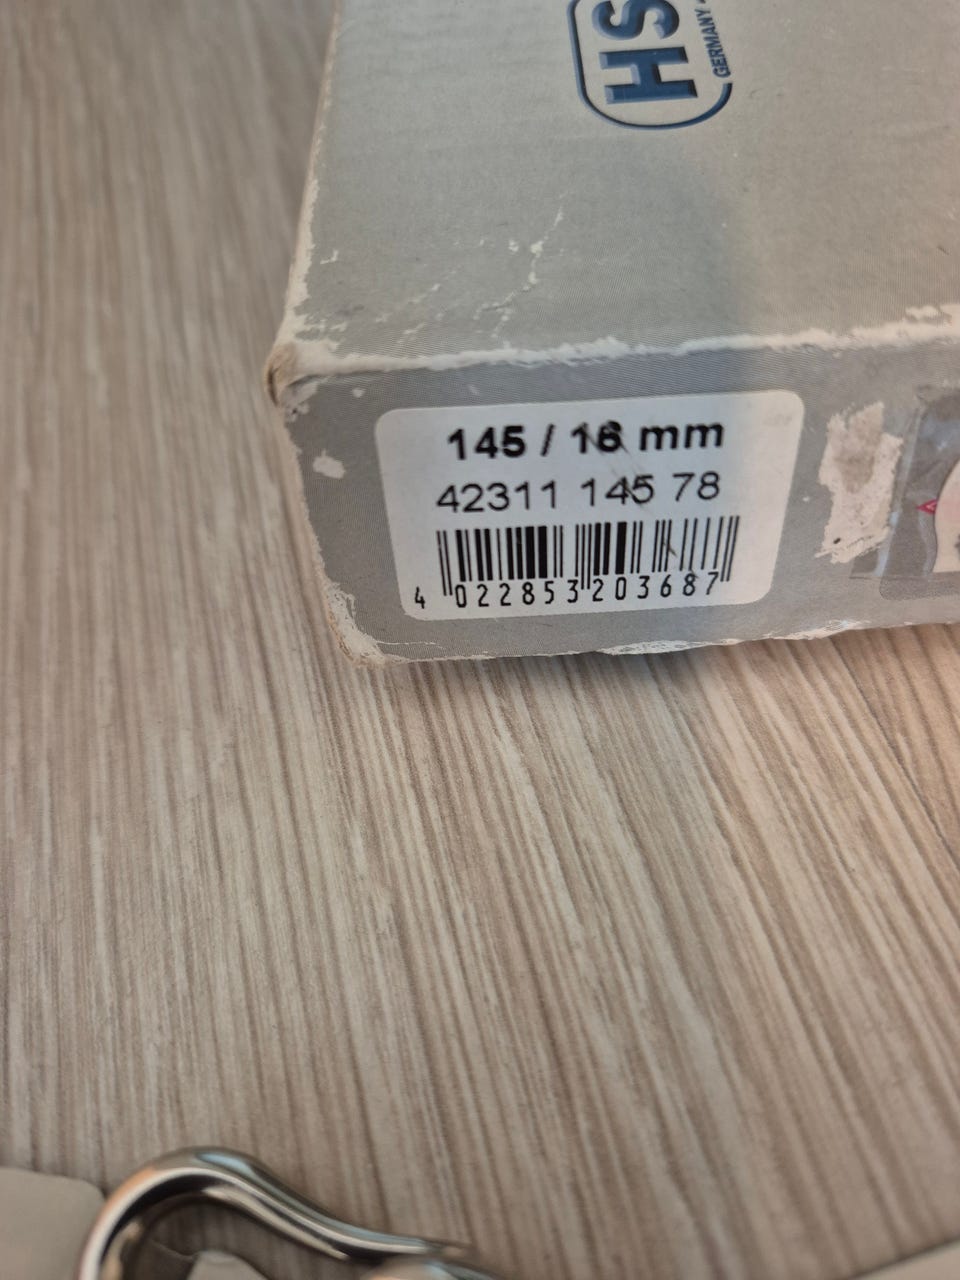 HS
GERMANY
145 / 16 mm
42311 145 78
4 022853 203687